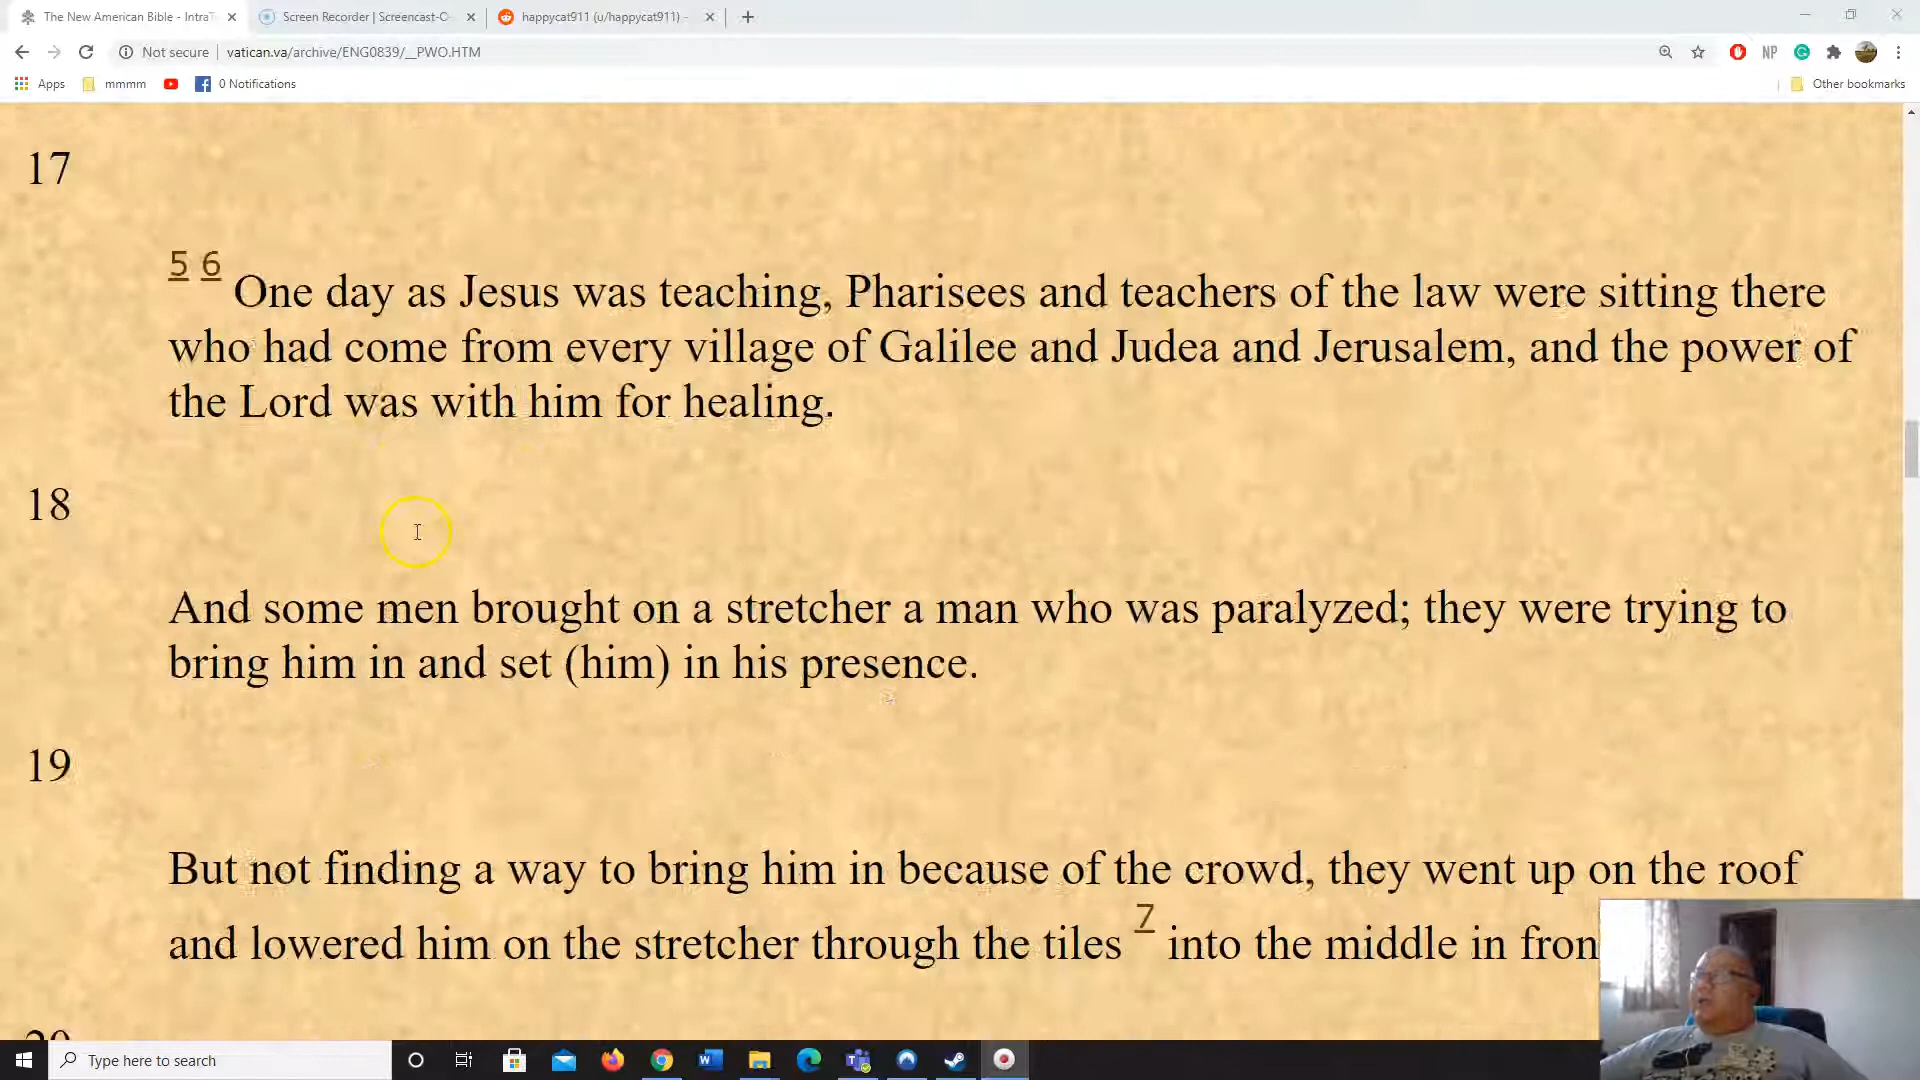 The New American Bible - IntraT
Screen Recorder | Screencast-O-
happycat911 (u/happycat911) -
Not secure
vatican.va/archive/ENG0839/__PWO.HTM
NP
Apps
mmmm
0 Notifications
Other bookmarks
17
5 6 One day as Jesus was teaching, Pharisees and teachers of the law were sitting there
who had come from every village of Galilee and Judea and Jerusalem, and the power of
the Lord was with him for healing.
18
And some men brought on a stretcher a man who was paralyzed; they were trying to
bring him in and set (him) in his presence.
19
But not finding a way to bring him in because of the crowd, they went up on the roof
and lowered him on the stretcher through the tiles 7 into the middle in fron
20
Type here to search